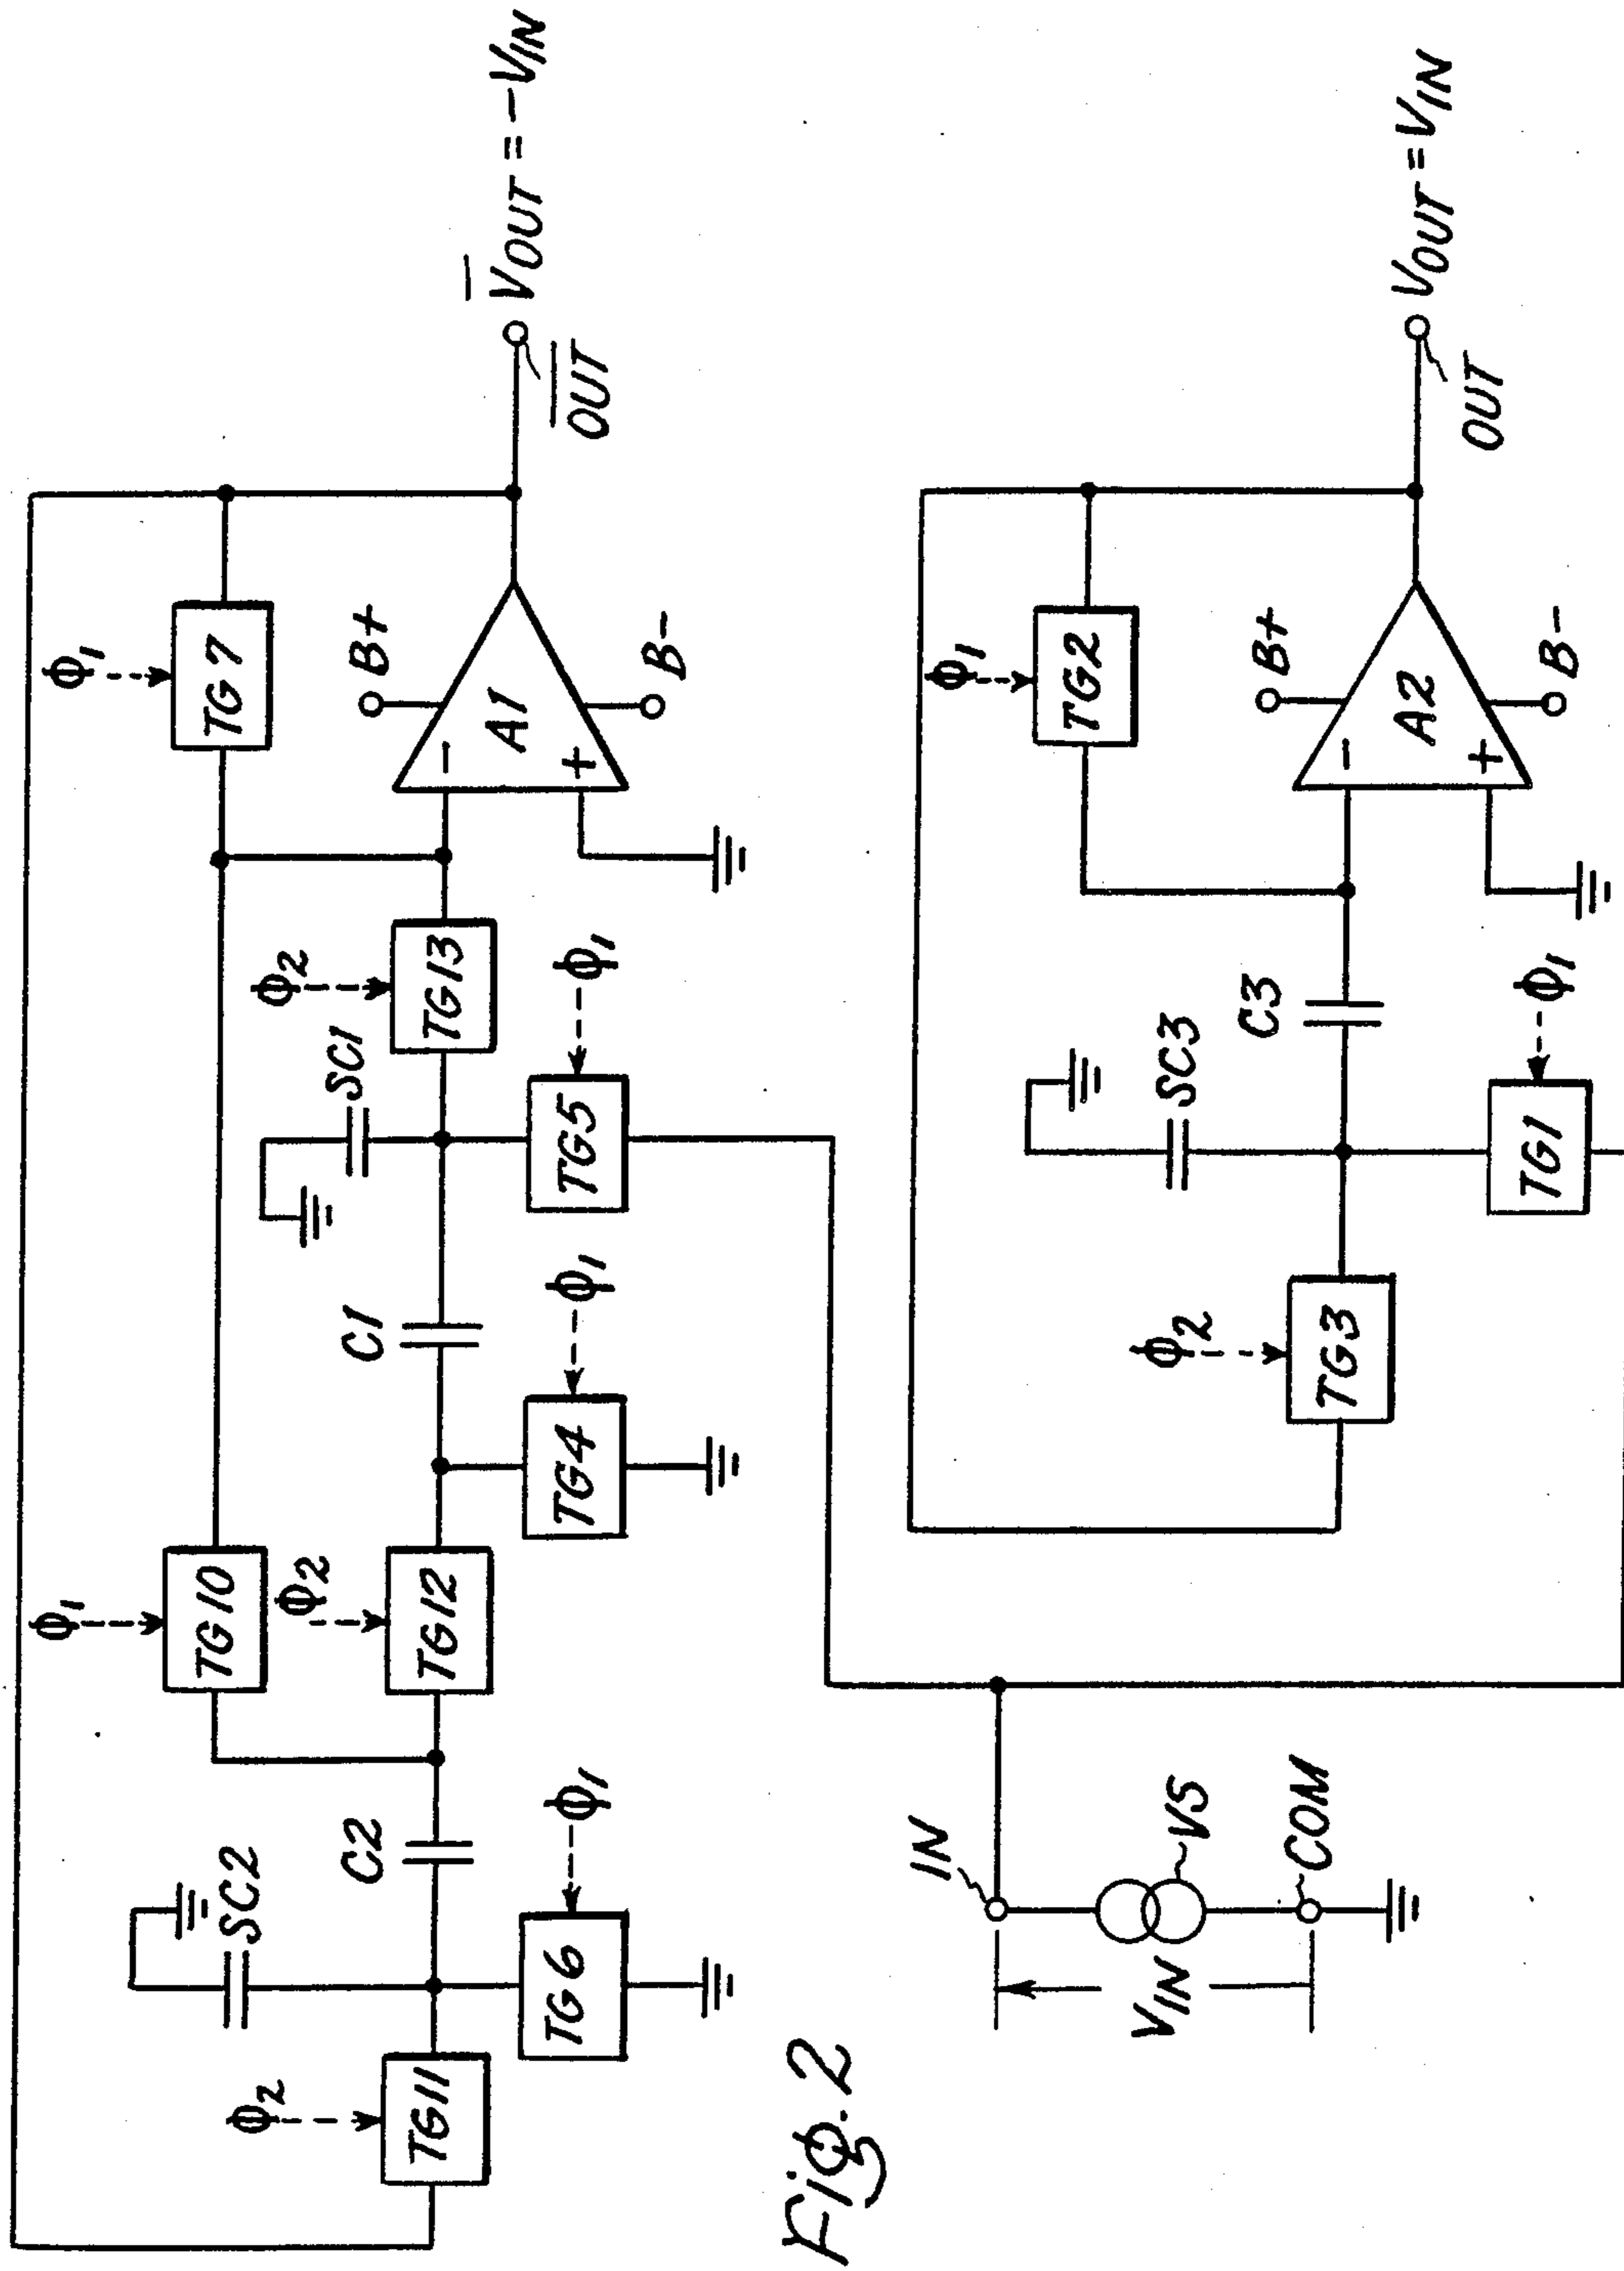 Φ1
TG7
B+
A1
−
+
B-
V̅OUT = -VIN
O̅U̅T̅
Φ2
TG13
SC1
Φ1
TG5
C1
Φ1
TG4
Φ1
TG10
Φ2
TG12
C2
SC2
Φ1
TG6
Φ2
TG11
Fig. 2
IN
VS
VIN
COM
Φ1
TG2
B+
A2
−
+
B-
VOUT = VIN
OUT
C3
SC3
Φ1
TG1
Φ2
TG3